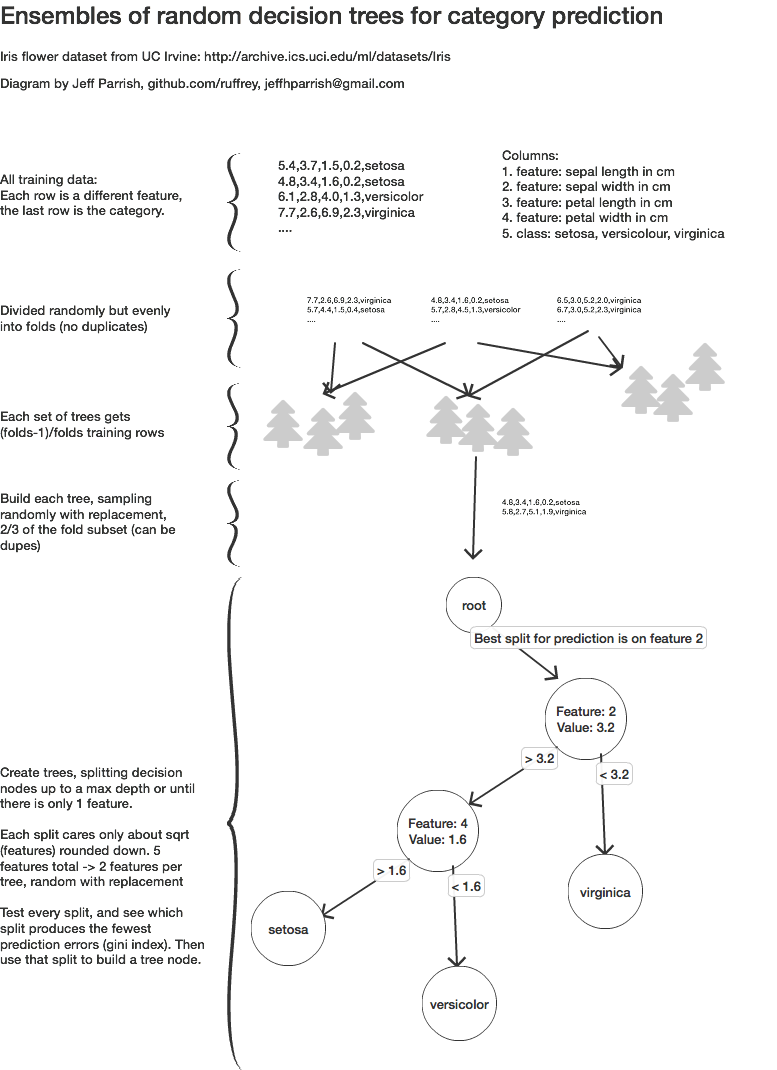 Ensembles of random decision trees for category prediction
Iris flower dataset from UC Irvine: http://archive.ics.uci.edu/ml/datasets/Iris
Diagram by Jeff Parrish, github.com/ruffrey, jeffhparrish@gmail.com
All training data:
Each row is a different feature,
the last row is the category.
5.4,3.7,1.5,0.2,setosa
4.8,3.4,1.6,0.2,setosa
6.1,2.8,4.0,1.3,versicolor
7.7,2.6,6.9,2.3,virginica
....
Columns:
1. feature: sepal length in cm
2. feature: sepal width in cm
3. feature: petal length in cm
4. feature: petal width in cm
5. class: setosa, versicolour, virginica
Divided randomly but evenly
into folds (no duplicates)
7.7,2.6,6.9,2.3,virginica
5.7,4.4,1.5,0.4,setosa
....
4.8,3.4,1.6,0.2,setosa
5.7,2.8,4.5,1.3,versicolor
....
6.5,3.0,5.2,2.0,virginica
6.7,3.0,5.2,2.3,virginica
....
Each set of trees gets
(folds-1)/folds training rows
Build each tree, sampling
randomly with replacement,
2/3 of the fold subset (can be
dupes)
4.8,3.4,1.6,0.2,setosa
5.8,2.7,5.1,1.9,virginica
root
Best split for prediction is on feature 2
Feature: 2
Value: 3.2
> 3.2
< 3.2
Create trees, splitting decision
nodes up to a max depth or until
there is only 1 feature.
Each split cares only about sqrt
(features) rounded down. 5
features total -> 2 features per
tree, random with replacement
Test every split, and see which
split produces the fewest
prediction errors (gini index). Then
use that split to build a tree node.
Feature: 4
Value: 1.6
> 1.6
< 1.6
virginica
setosa
versicolor